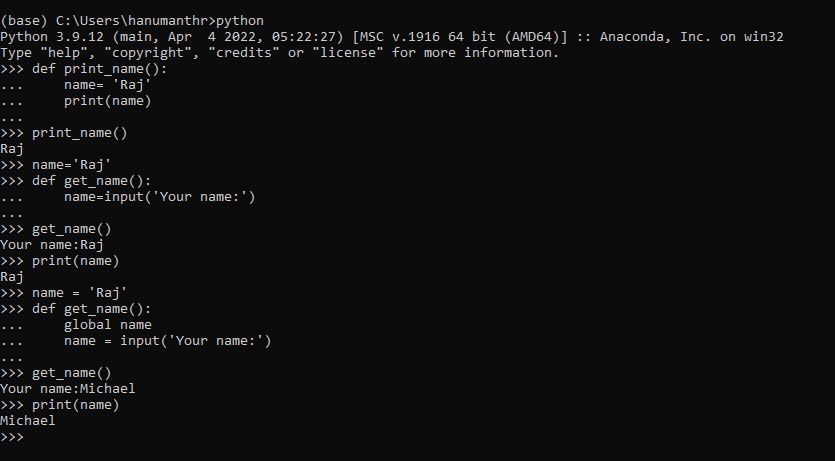 (base) C:\Users\hanumanthr>python
Python 3.9.12 (main, Apr  4 2022, 05:22:27) [MSC v.1916 64 bit (AMD64)] :: Anaconda, Inc. on win32
Type "help", "copyright", "credits" or "license" for more information.
>>> def print_name():
...     name= 'Raj'
...     print(name)
...
>>> print_name()
Raj
>>> name='Raj'
>>> def get_name():
...     name=input('Your name:')
...
>>> get_name()
Your name:Raj
>>> print(name)
Raj
>>> name = 'Raj'
>>> def get_name():
...     global name
...     name = input('Your name:')
...
>>> get_name()
Your name:Michael
>>> print(name)
Michael
>>>